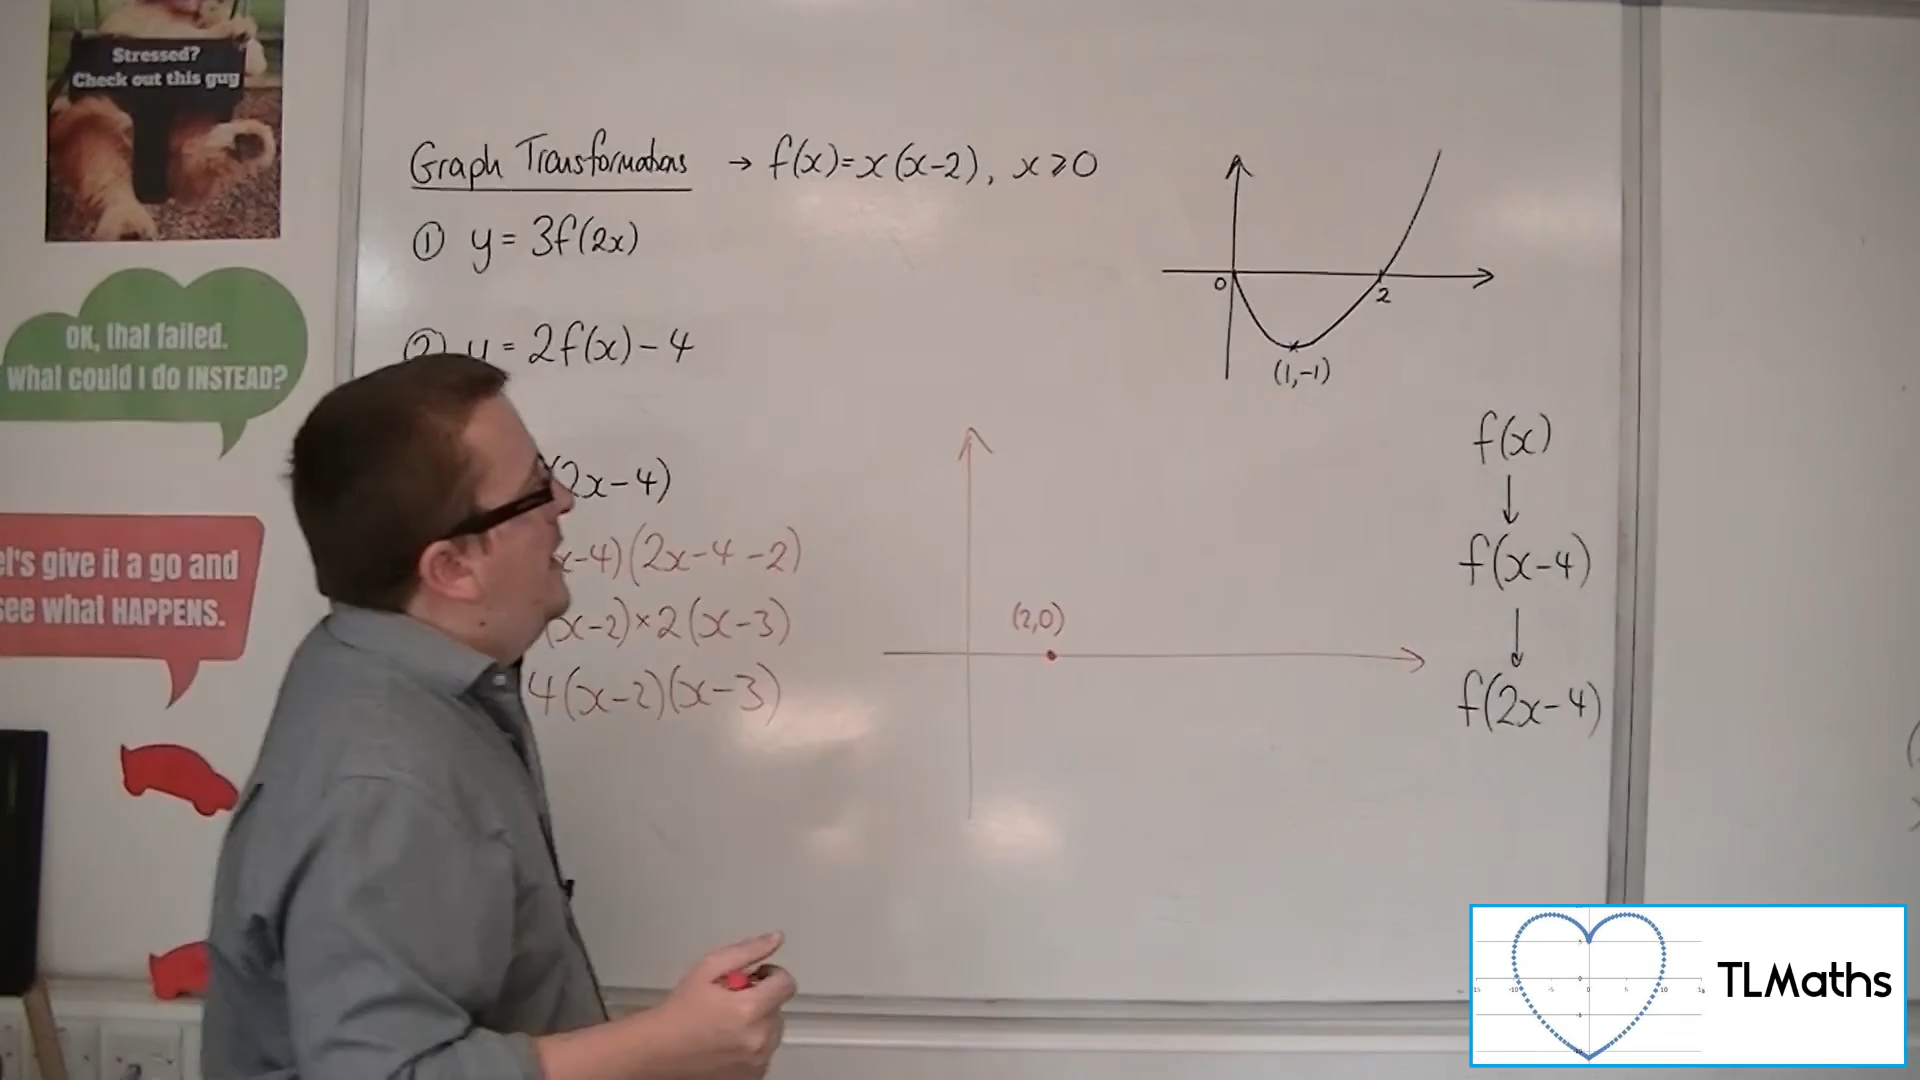 Stressed?
Check out this guy
OK, that failed.
What could I do INSTEAD?
et's give it a go and
see what HAPPENS.
Graph Transformations → f(x)=x(x-2), x⩾0
① y = 3f(2x)
② y = 2f(x)-4
(2x-4)
x-4)(2x-4-2)
(x-2)×2(x-3)
4(x-2)(x-3)
0
2
(1,-1)
(2,0)
f(x)
↓
f(x-4)
↓
f(2x-4)
TLMaths